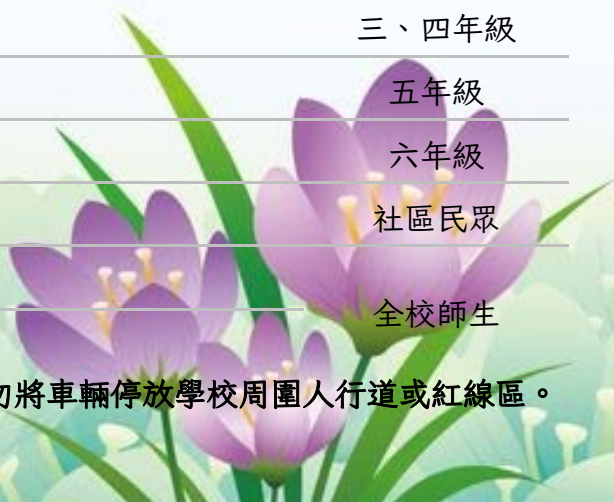 三、四年級
五年級
六年級
社區民眾
全校師生
勿將車輛停放學校周圍人行道或紅線區。